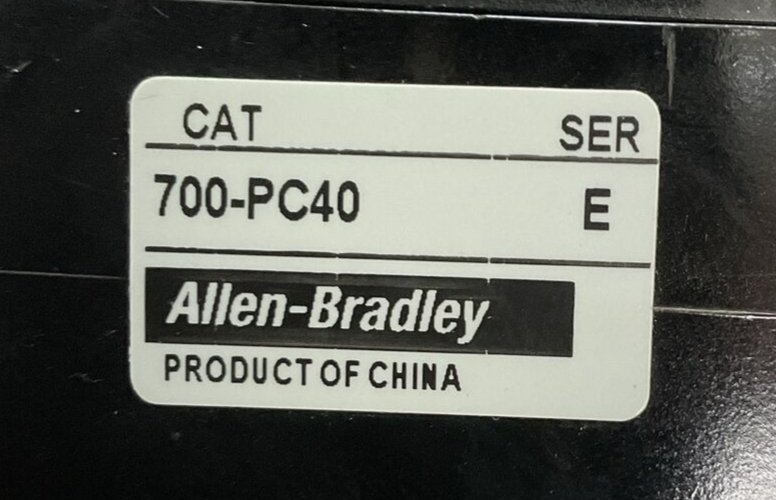 CAT SER
700-PC40 E
Allen-Bradley
PRODUCT OF CHINA